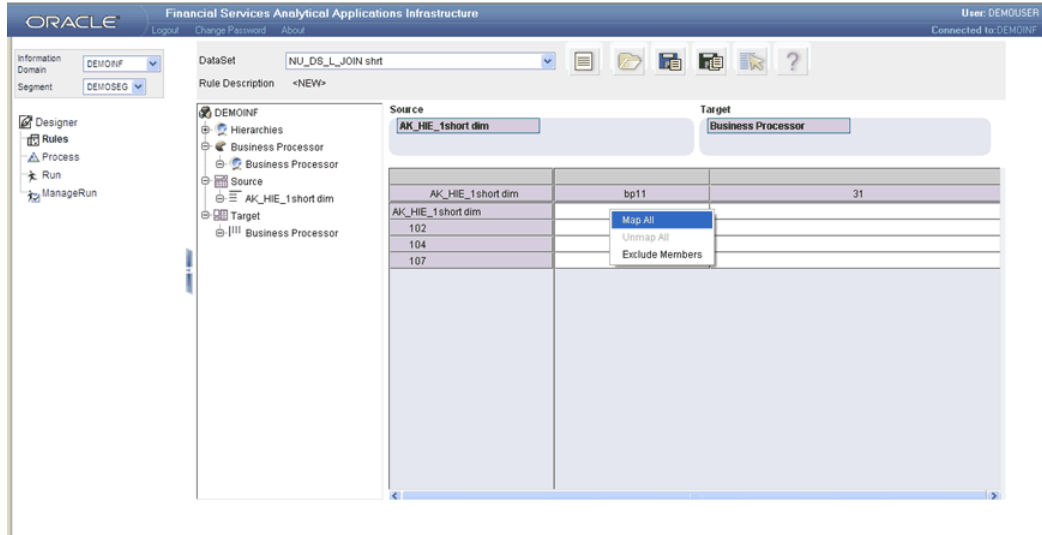 ORACLE
Financial Services Analytical Applications Infrastructure
User: DEMOUSER
Logout Change Password About
Connected to:DEMOINF
Information Domain
DEMOINF
Segment
DEMOSEG
Designer
Rules
Process
Run
ManageRun
DataSet
NU_DS_L_JOIN shrt
?
Rule Description <NEW>
DEMOINF
Hierarchies
Business Processor
Business Processor
Source
AK_HIE_1short dim
Target
Business Processor
Source
AK_HIE_1short dim
Target
Business Processor
AK_HIE_1short dim bp11 31
AK_HIE_1short dim
102
104
107
Map All
Unmap All
Exclude Members